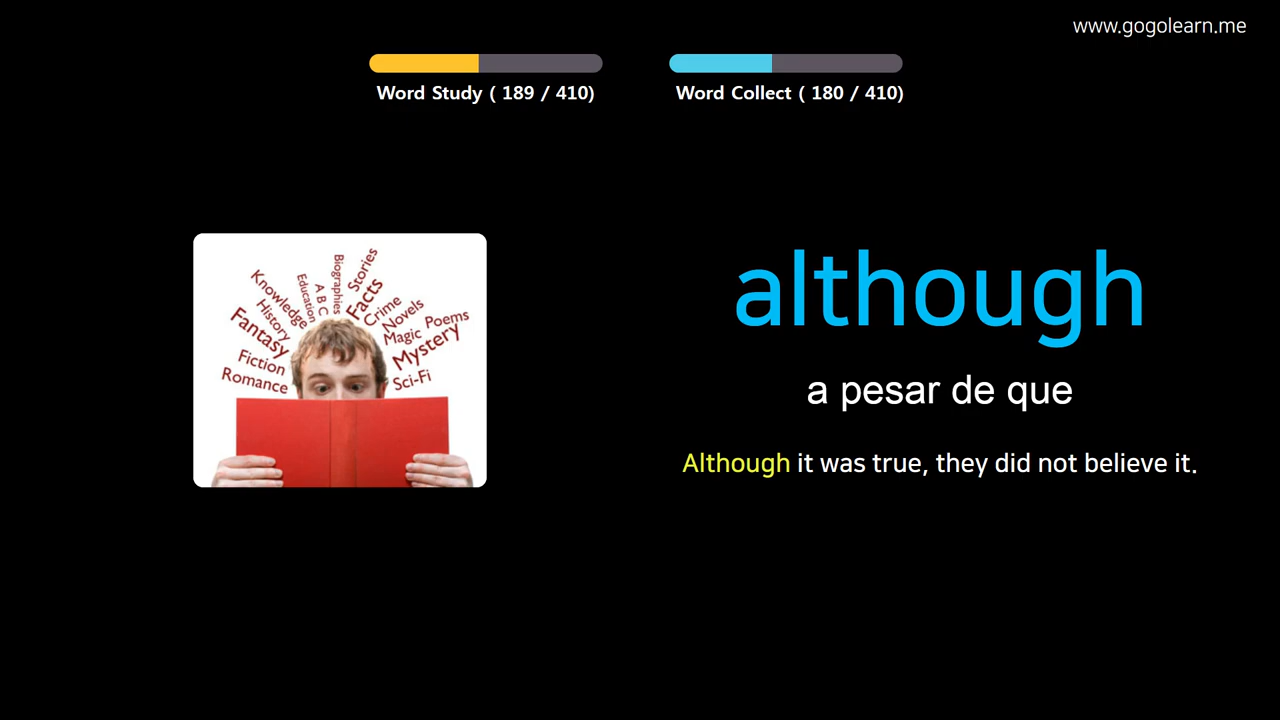 www.gogolearn.me
Word Study ( 189 / 410)
Word Collect ( 180 / 410)
Stories
Biographies
Facts
A B C
Education
Knowledge
Crime
History
Novels
Fantasy
Poems
Magic
Mystery
Fiction
Romance
Sci-Fi
although
a pesar de que
Although it was true, they did not believe it.